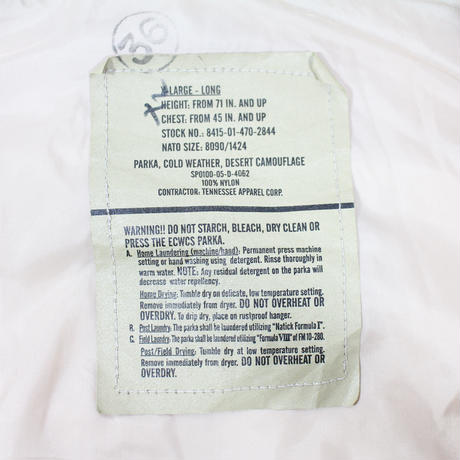 36
X-LARGE - LONG
XL
HEIGHT: FROM 71 IN. AND UP
CHEST: FROM 45 IN. AND UP
STOCK NO.: 8415-01-470-2844
NATO SIZE: 8090/1424
PARKA, COLD WEATHER, DESERT CAMOUFLAGE
SPO100-05-D-4062
100% NYLON
CONTRACTOR: TENNESSEE APPAREL CORP.
WARNING!! DO NOT STARCH, BLEACH, DRY CLEAN OR
PRESS THE ECWCS PARKA.
A. Home Laundering (machine/hand): Permanent press machine
setting or hand washing using detergent. Rinse thoroughly in
warm water. NOTE: Any residual detergent on the parka will
decrease water repellency.
Home Drying: Tumble dry on delicate, low temperature setting.
Remove immediately from dryer. DO NOT OVERHEAT OR
OVERDRY. To drip dry, place on rustproof hanger.
B. Post Laundry: The parka shall be laundered utilizing "Natick Formula I".
C. Field Laundry: The parka shall be laundered utilizing "Formula VIII" of FM 10-280.
Post/Field Drying: Tumble dry at low temperature setting.
Remove immediately from dryer. DO NOT OVERHEAT OR
OVERDRY.